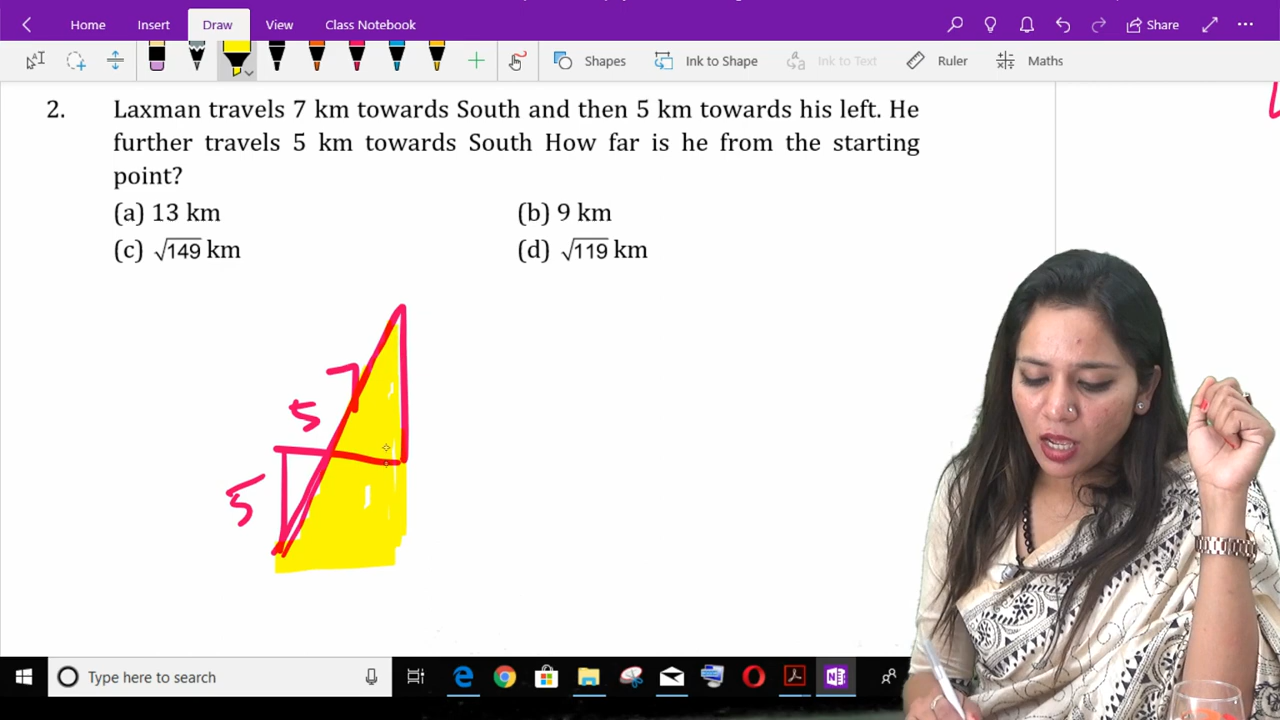 Home Insert Draw View Class Notebook Share
Shapes Ink to Shape Ink to Text Ruler Maths
2. Laxman travels 7 km towards South and then 5 km towards his left. He
further travels 5 km towards South How far is he from the starting
point?
(a) 13 km (b) 9 km
(c) √149 km (d) √119 km
7
5
5
Type here to search